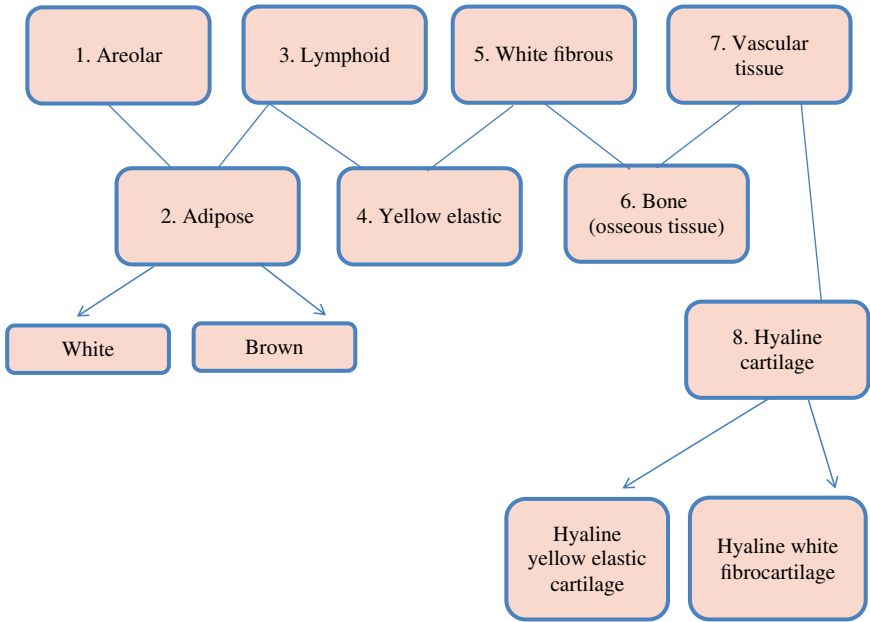 1. Areolar
3. Lymphoid
5. White fibrous
7. Vascular
tissue
2. Adipose
4. Yellow elastic
6. Bone
(osseous tissue)
White
Brown
8. Hyaline
cartilage
Hyaline
yellow elastic
cartilage
Hyaline white
fibrocartilage